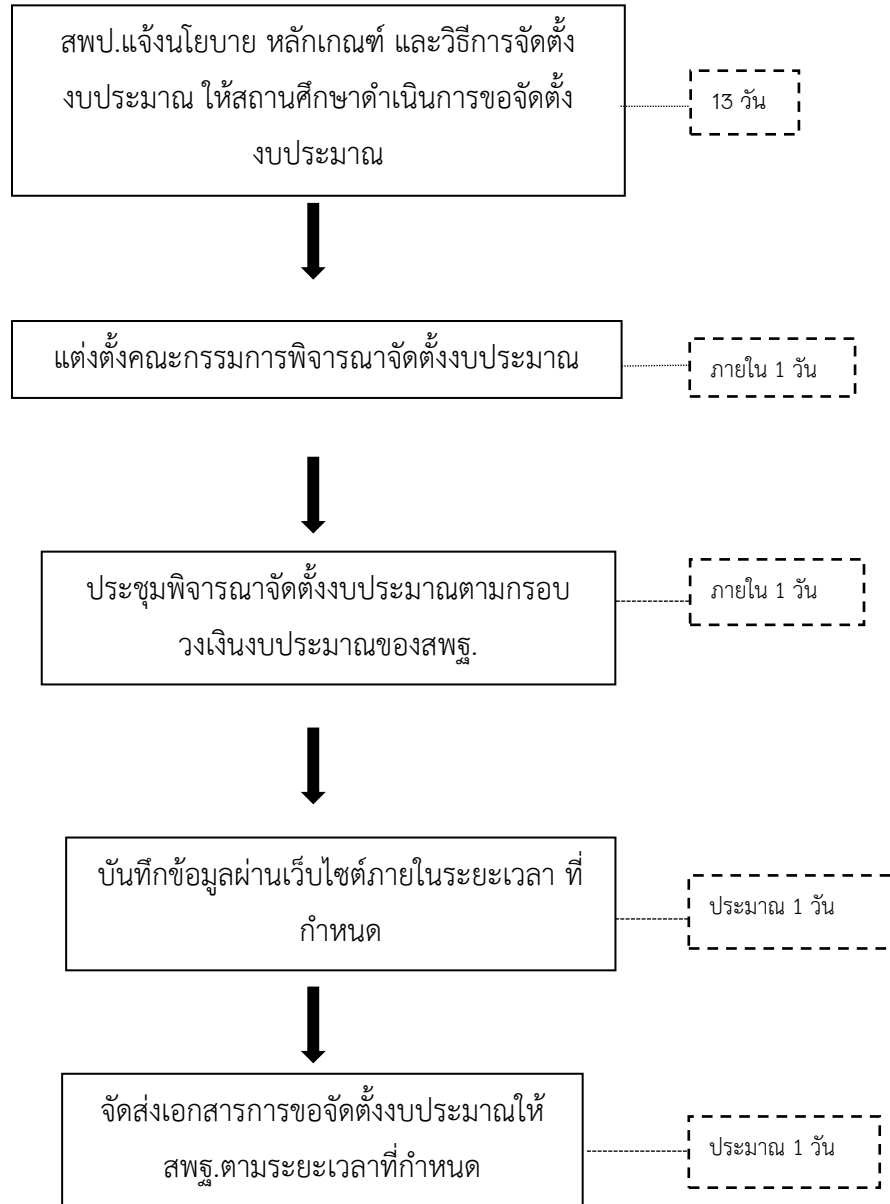 สพป.แจ้งนโยบาย หลักเกณฑ์ และวิธีการจัดตั้ง
งบประมาณ ให้สถานศึกษาดำเนินการขอจัดตั้ง
งบประมาณ
13 วัน
แต่งตั้งคณะกรรมการพิจารณาจัดตั้งงบประมาณ
ภายใน 1 วัน
ประชุมพิจารณาจัดตั้งงบประมาณตามกรอบ
วงเงินงบประมาณของสพฐ.
ภายใน 1 วัน
บันทึกข้อมูลผ่านเว็บไซต์ภายในระยะเวลา ที่
กำหนด
ประมาณ 1 วัน
จัดส่งเอกสารการขอจัดตั้งงบประมาณให้
สพฐ.ตามระยะเวลาที่กำหนด
ประมาณ 1 วัน